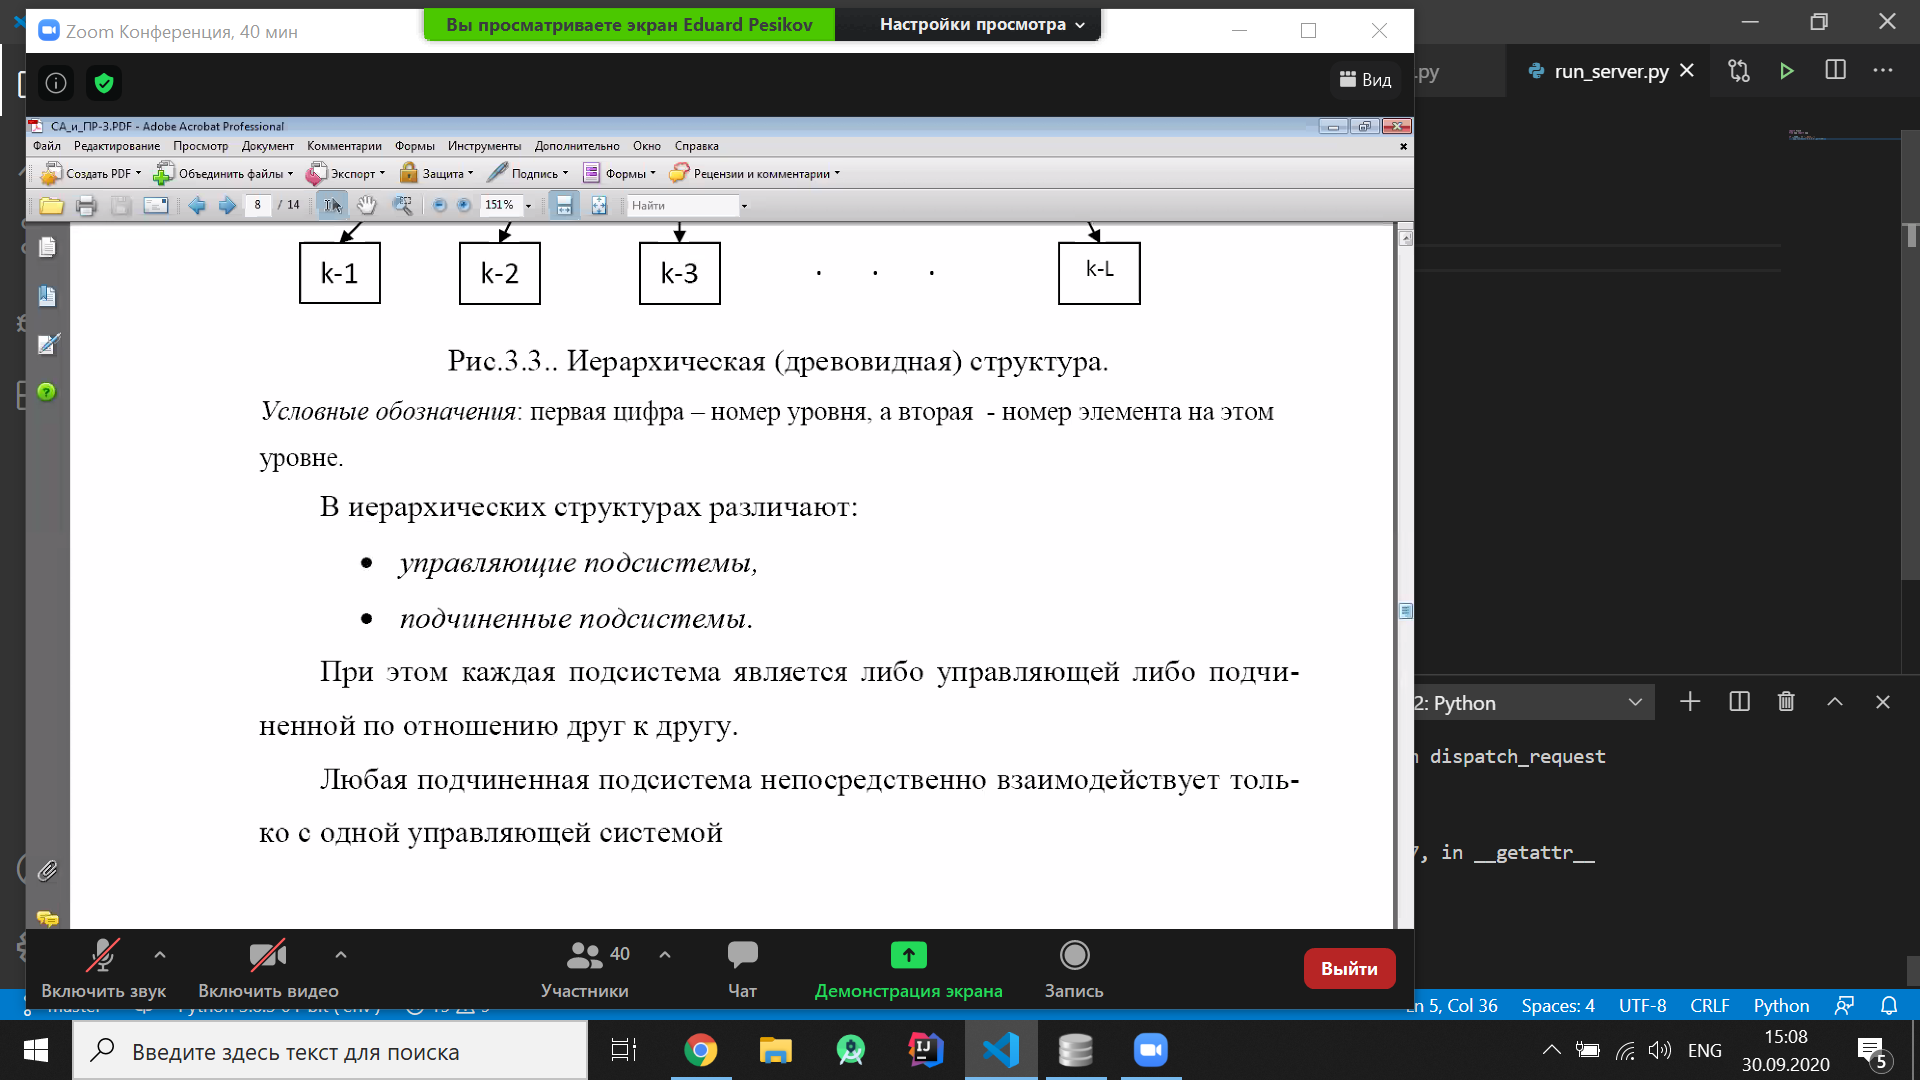 Zoom Конференция, 40 мин
Вы просматриваете экран Eduard Pesikov
Настройки просмотра
Вид
.py
run_server.py
СА_и_ПР-3.PDF - Adobe Acrobat Professional
Файл Редактирование Просмотр Документ Комментарии Формы Инструменты Дополнительно Окно Справка
Создать PDF Объединить файлы Экспорт Защита Подпись Формы Рецензии и комментарии
8 / 14 151% Найти
k-1 k-2 k-3 . . . k-L
Рис.3.3.. Иерархическая (древовидная) структура.
Условные обозначения: первая цифра – номер уровня, а вторая - номер элемента на этом
уровне.
В иерархических структурах различают:
• управляющие подсистемы,
• подчиненные подсистемы.
При этом каждая подсистема является либо управляющей либо подчи-
ненной по отношению друг к другу.
Любая подчиненная подсистема непосредственно взаимодействует толь-
ко с одной управляющей системой
2: Python
dispatch_request
, in __getattr__
Включить звук
Включить видео
40
Участники
Чат
Демонстрация экрана
Запись
Выйти
Ln 5, Col 36 Spaces: 4 UTF-8 CRLF Python
Введите здесь текст для поиска
ENG
15:08
30.09.2020
5